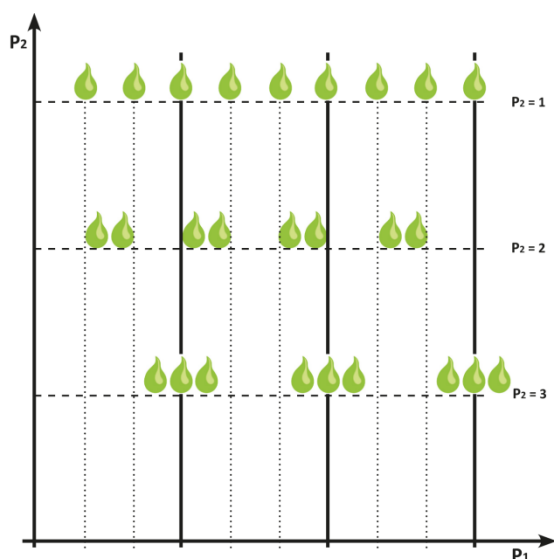 P₂
P₂ = 1
P₂ = 2
P₂ = 3
P₁